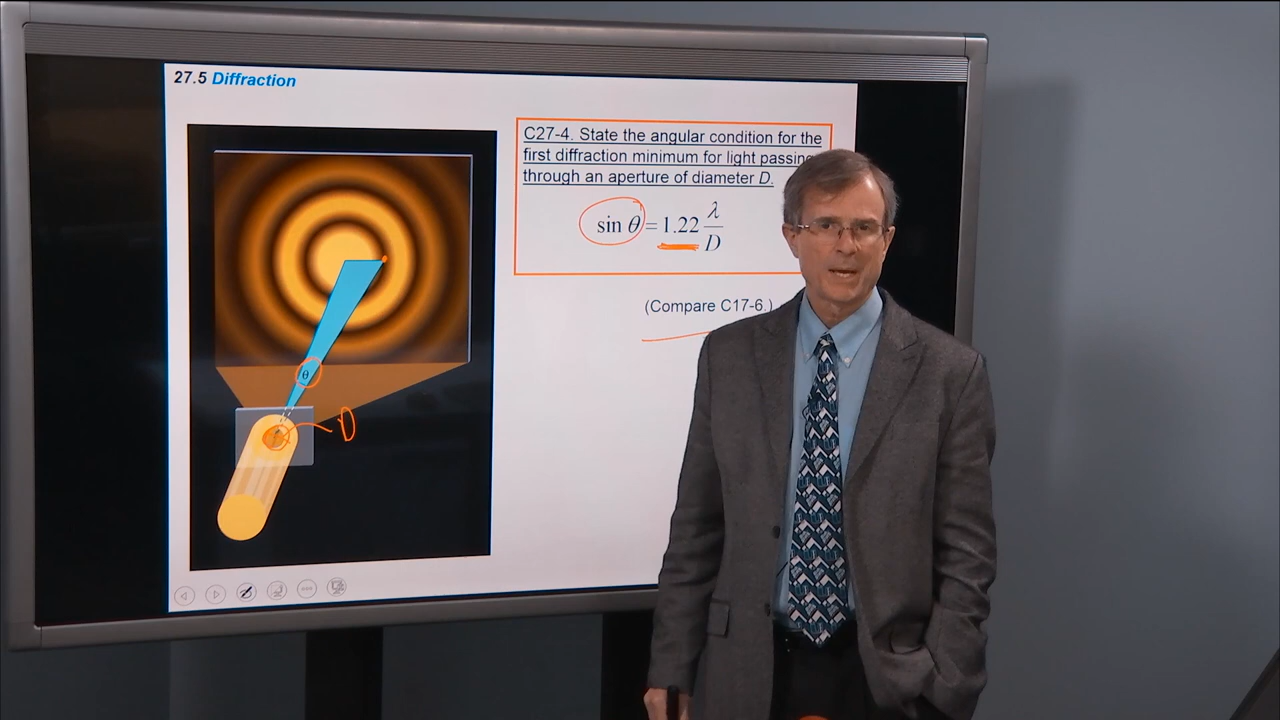 27.5 Diffraction
C27-4. State the angular condition for the
first diffraction minimum for light passing
through an aperture of diameter D.
sin θ = 1.22 λ/D
(Compare C17-6.)
θ
D